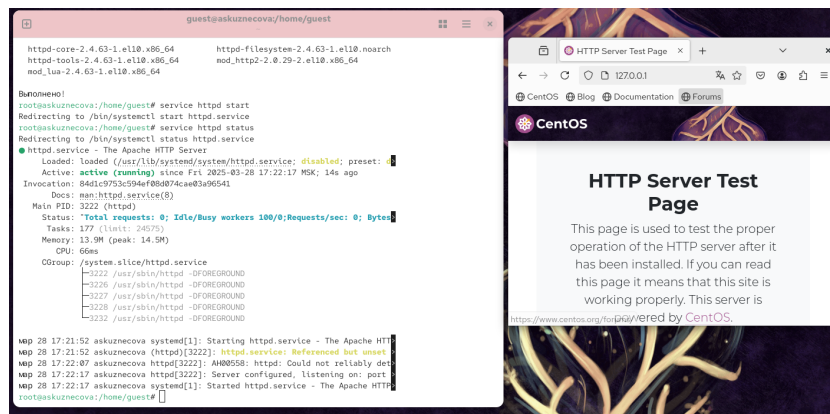 guest@askuznecova:/home/guest
httpd-core-2.4.63-1.el10.x86_64 httpd-filesystem-2.4.63-1.el10.noarch
httpd-tools-2.4.63-1.el10.x86_64 mod_http2-2.0.29-2.el10.x86_64
mod_lua-2.4.63-1.el10.x86_64
Выполнено!
root@askuznecova:/home/guest# service httpd start
Redirecting to /bin/systemctl start httpd.service
root@askuznecova:/home/guest# service httpd status
Redirecting to /bin/systemctl status httpd.service
● httpd.service - The Apache HTTP Server
Loaded: loaded (/usr/lib/systemd/system/httpd.service; disabled; preset: d>
Active: active (running) since Fri 2025-03-28 17:22:17 MSK; 14s ago
Invocation: 84d1c9753c594ef08d074cae03a96541
Docs: man:httpd.service(8)
Main PID: 3222 (httpd)
Status: "Total requests: 0; Idle/Busy workers 100/0;Requests/sec: 0; Bytes>
Tasks: 177 (limit: 24575)
Memory: 13.9M (peak: 14.5M)
CPU: 66ms
CGroup: /system.slice/httpd.service
├─3222 /usr/sbin/httpd -DFOREGROUND
├─3226 /usr/sbin/httpd -DFOREGROUND
├─3227 /usr/sbin/httpd -DFOREGROUND
├─3228 /usr/sbin/httpd -DFOREGROUND
└─3232 /usr/sbin/httpd -DFOREGROUND
мар 28 17:21:52 askuznecova systemd[1]: Starting httpd.service - The Apache HTT>
мар 28 17:21:52 askuznecova (httpd)[3222]: httpd.service: Referenced but unset >
мар 28 17:22:07 askuznecova httpd[3222]: AH00558: httpd: Could not reliably det>
мар 28 17:22:17 askuznecova httpd[3222]: Server configured, listening on: port >
мар 28 17:22:17 askuznecova systemd[1]: Started httpd.service - The Apache HTTP>
root@askuznecova:/home/guest#
HTTP Server Test Page
127.0.0.1
CentOS Blog Documentation Forums
CentOS
HTTP Server Test
Page
This page is used to test the proper
operation of the HTTP server after it
has been installed. If you can read
this page it means that this site is
working properly. This server is
powered by CentOS.
https://www.centos.org/forums/